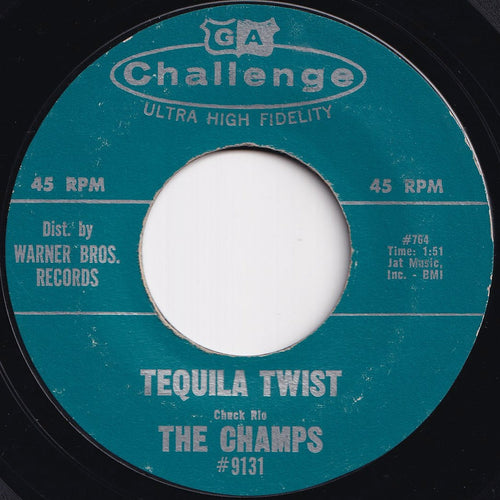 GA
Challenge
ULTRA HIGH FIDELITY
45 RPM
45 RPM
Dist. by
WARNER BROS.
RECORDS
#764
Time: 1:51
Jat Music,
Inc. - BMI
TEQUILA TWIST
Chuck Rio
THE CHAMPS
#9131